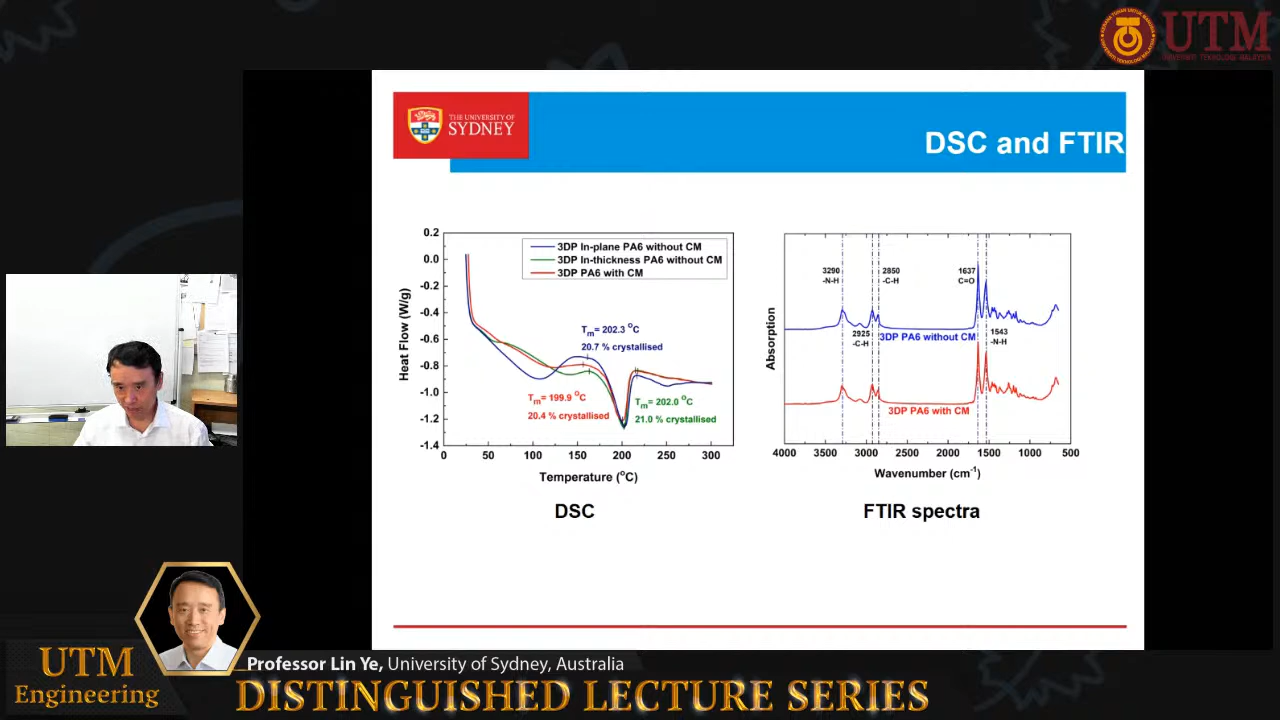 UTM
UNIVERSITI TEKNOLOGI MALAYSIA
THE UNIVERSITY OF
SYDNEY
DSC and FTIR
0.2
0.0
-0.2
-0.4
-0.6
-0.8
-1.0
-1.2
-1.4
Heat Flow (W/g)
3DP In-plane PA6 without CM
3DP In-thickness PA6 without CM
3DP PA6 with CM
Tm= 202.3 °C
20.7 % crystallised
Tm= 199.9 °C
20.4 % crystallised
Tm= 202.0 °C
21.0 % crystallised
0 50 100 150 200 250 300
Temperature (°C)
DSC
Absorption
3290
-N-H
2850
-C-H
1637
C=O
2925
-C-H
3DP PA6 without CM
1543
-N-H
3DP PA6 with CM
4000 3500 3000 2500 2000 1500 1000 500
Wavenumber (cm-1)
FTIR spectra
UTM
Engineering
Professor Lin Ye, University of Sydney, Australia
DISTINGUISHED LECTURE SERIES